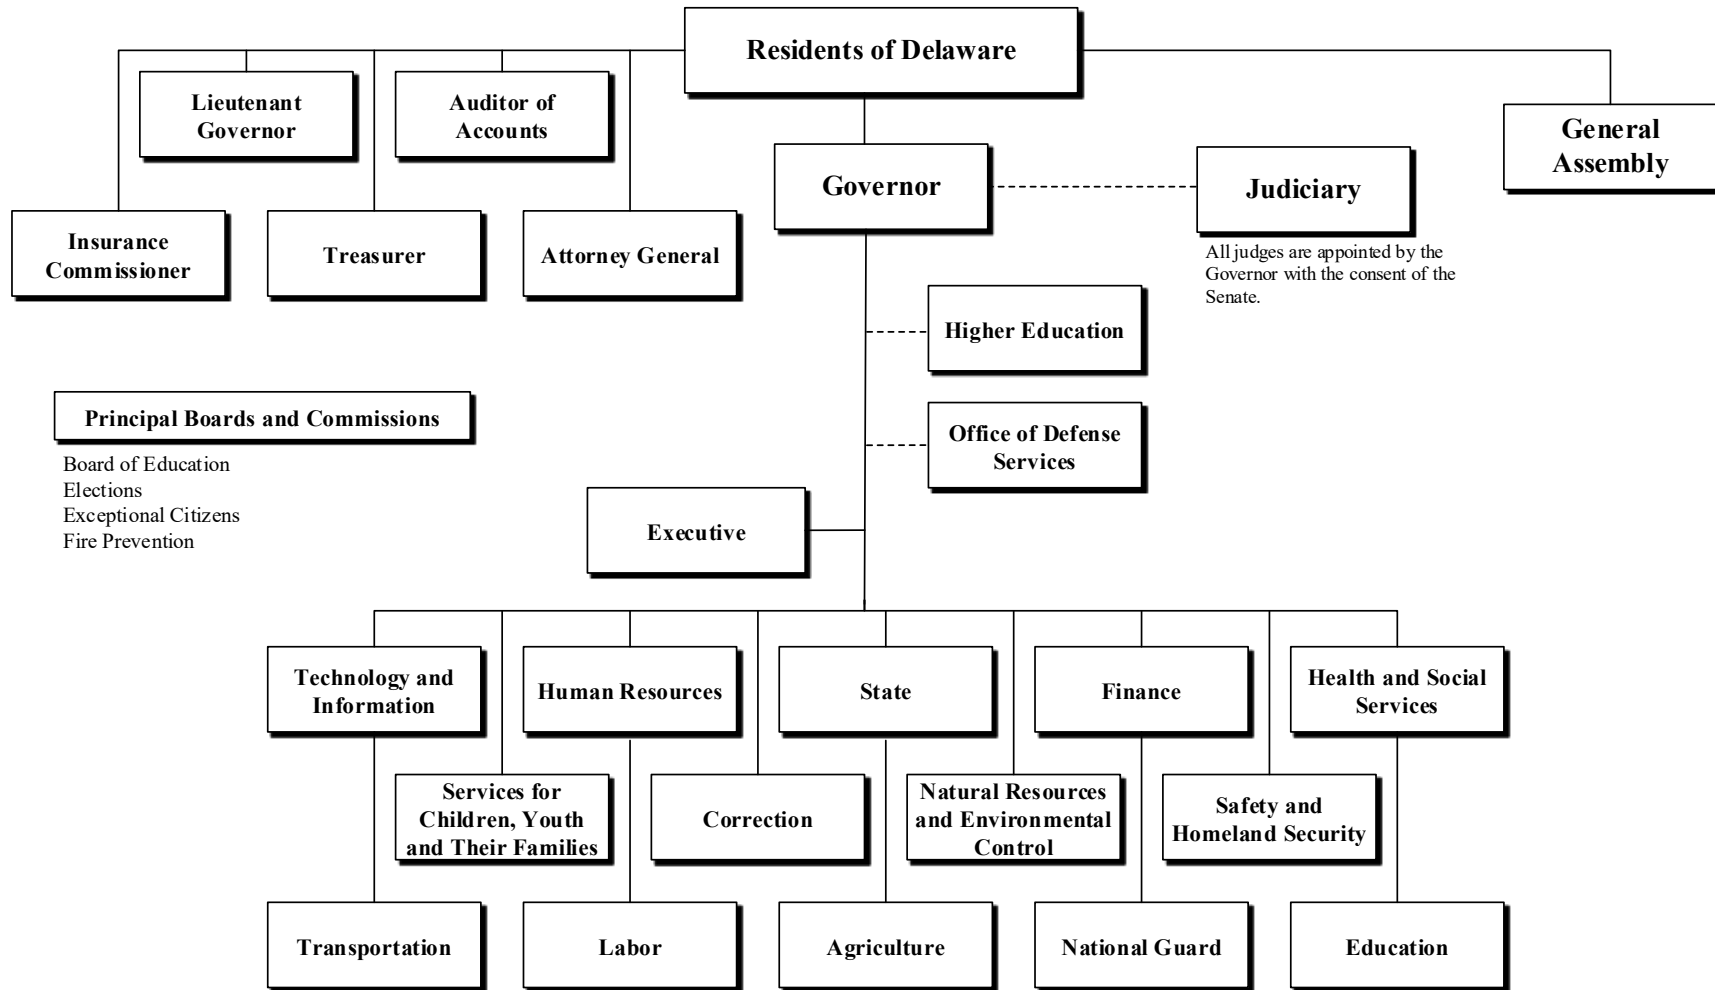 Residents of Delaware
Lieutenant
Governor
Auditor of
Accounts
General
Assembly
Governor
Judiciary
All judges are appointed by the
Governor with the consent of the
Senate.
Insurance
Commissioner
Treasurer
Attorney General
Higher Education
Principal Boards and Commissions
Board of Education
Elections
Exceptional Citizens
Fire Prevention
Office of Defense
Services
Executive
Technology and
Information
Human Resources
State
Finance
Health and Social
Services
Services for
Children, Youth
and Their Families
Correction
Natural Resources
and Environmental
Control
Safety and
Homeland Security
Transportation
Labor
Agriculture
National Guard
Education